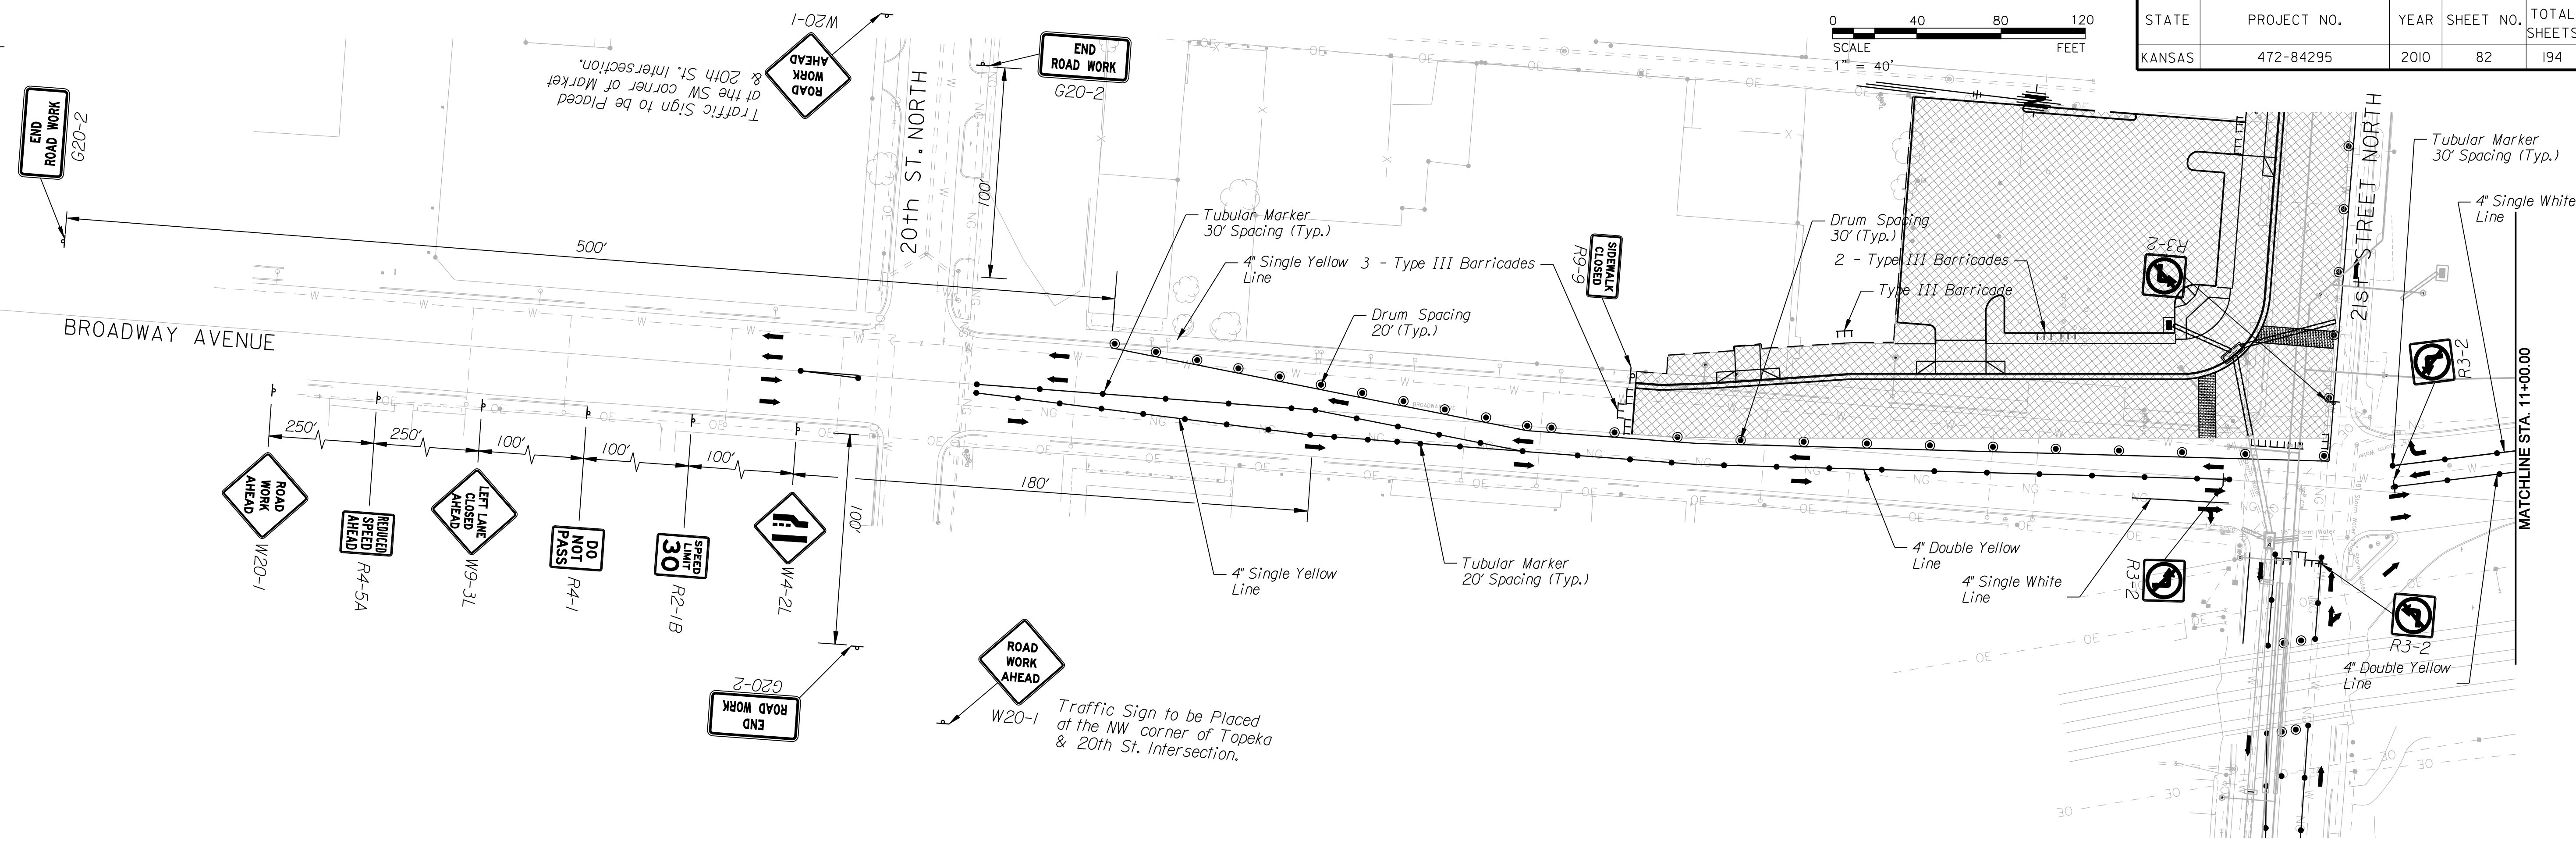 STATE
PROJECT NO.
YEAR
SHEET NO.
TOTAL
SHEETS
KANSAS
472-84295
2010
82
194
0
40
80
120
SCALE
FEET
1" = 40'
W20-1
ROAD
WORK
AHEAD
Traffic Sign to be Placed
at the SW corner of Market
& 20th St. Intersection.
END
ROAD WORK
G20-2
END
ROAD WORK
G20-2
20th ST. NORTH
100'
500'
BROADWAY AVENUE
Tubular Marker
30' Spacing (Typ.)
4" Single Yellow
Line
3 - Type III Barricades
Drum Spacing
20' (Typ.)
SIDEWALK
CLOSED
R9-9
Drum Spacing
30' (Typ.)
2 - Type III Barricades
Type III Barricade
R3-2
N
21st STREET NORTH
Tubular Marker
30' Spacing (Typ.)
4" Single White
Line
R3-2
MATCHLINE STA. 11+00.00
250'
250'
100'
100'
100'
180'
100'
ROAD
WORK
AHEAD
W20-1
REDUCED
SPEED
AHEAD
R4-5A
LEFT LANE
CLOSED
AHEAD
W9-3L
DO
NOT
PASS
R4-1
SPEED
LIMIT
30
R2-1B
W4-2L
4" Single Yellow
Line
Tubular Marker
20' Spacing (Typ.)
4" Double Yellow
Line
4" Single White
Line
R3-2
R3-2
4" Double Yellow
Line
G20-2
END
ROAD WORK
ROAD
WORK
AHEAD
W20-1
Traffic Sign to be Placed
at the NW corner of Topeka
& 20th St. Intersection.